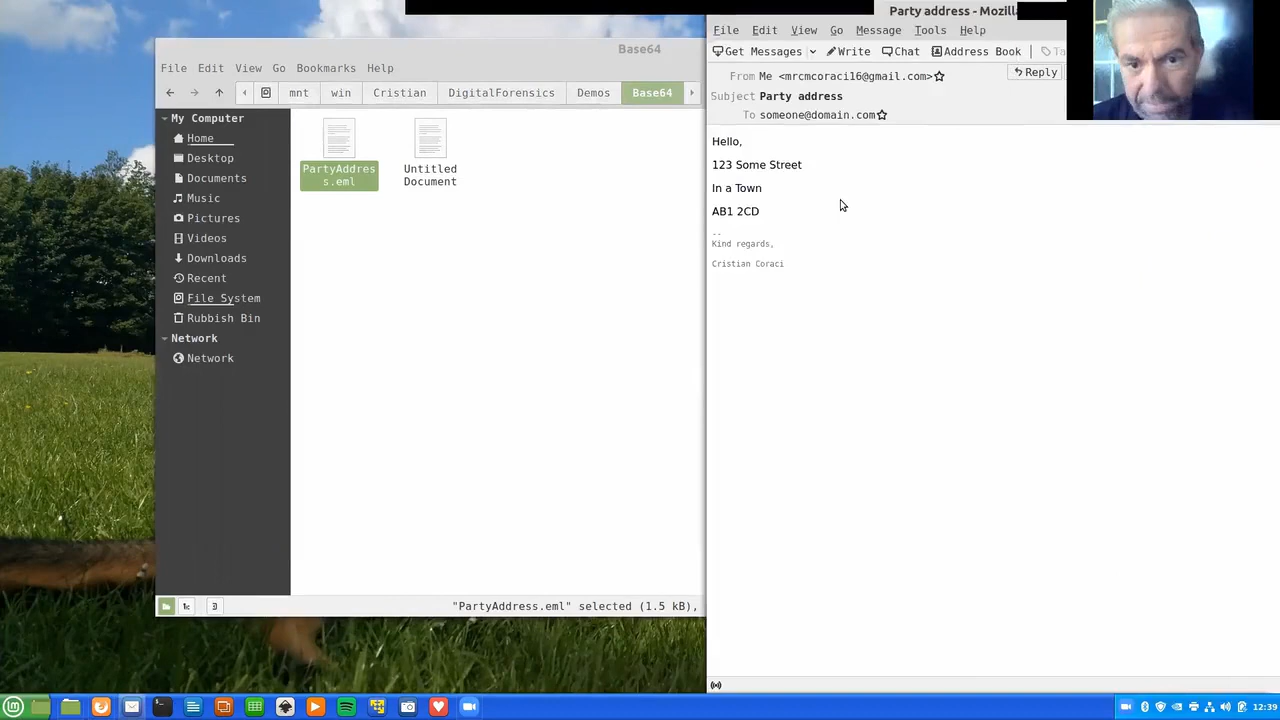 Base64
File Edit View Go Bookmarks Help
mnt win Cristian DigitalForensics Demos Base64
My Computer
Home
Desktop
Documents
Music
Pictures
Videos
Downloads
Recent
File System
Rubbish Bin
Network
Network
PartyAddres
s.eml
Untitled
Document
"PartyAddress.eml" selected (1.5 kB),
Party address - Mozilla
File Edit View Go Message Tools Help
Get Messages Write Chat Address Book Ta
From Me <mrcmcoraci16@gmail.com>
Reply
Subject Party address
To someone@domain.com
Hello,
123 Some Street
In a Town
AB1 2CD
--
Kind regards,
Cristian Coraci
12:39